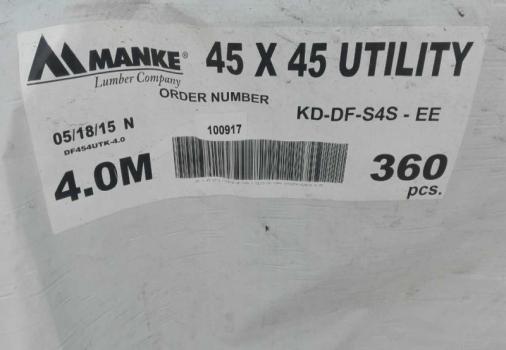 MANKE® 45 X 45 UTILITY
Lumber Company
ORDER NUMBER KD-DF-S4S - EE
05/18/15 N 100917
DF4S4UTK-4.0
4.0M 360
pcs.